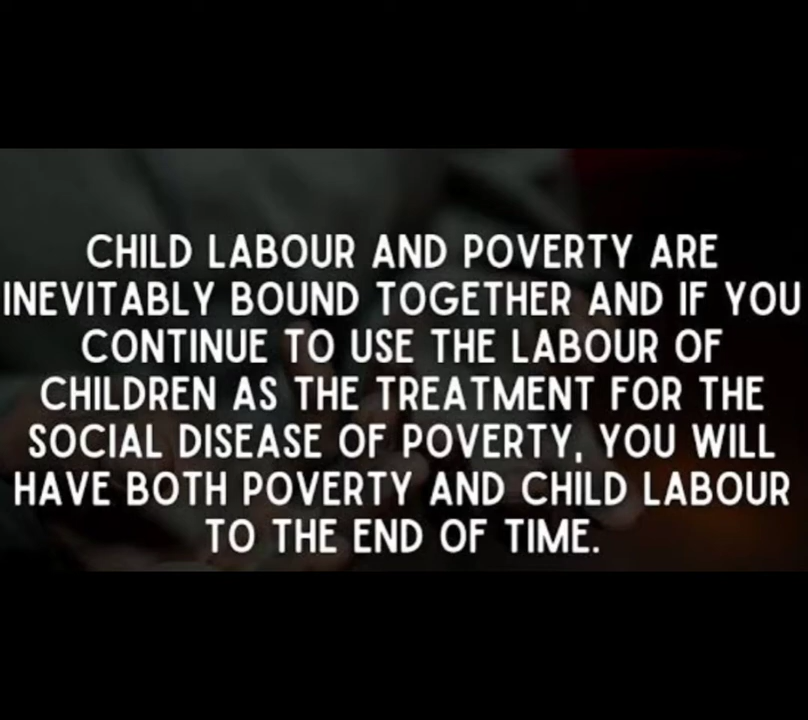 CHILD LABOUR AND POVERTY ARE
INEVITABLY BOUND TOGETHER AND IF YOU
CONTINUE TO USE THE LABOUR OF
CHILDREN AS THE TREATMENT FOR THE
SOCIAL DISEASE OF POVERTY, YOU WILL
HAVE BOTH POVERTY AND CHILD LABOUR
TO THE END OF TIME.